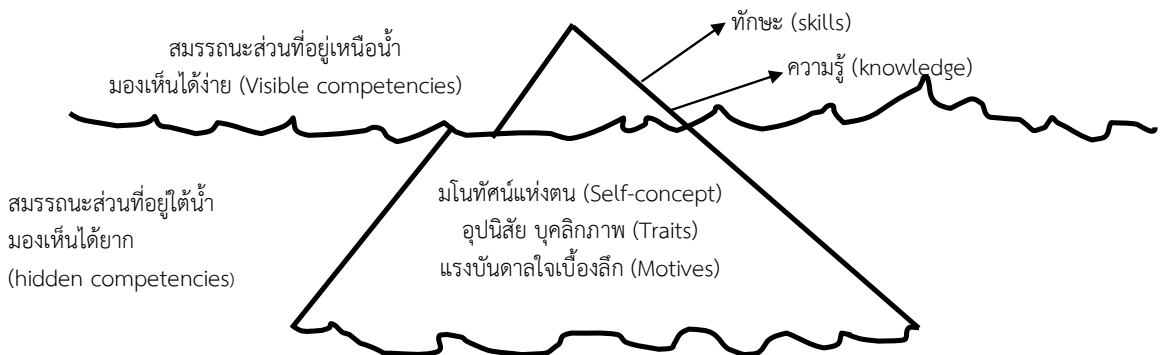 สมรรถนะส่วนที่อยู่เหนือน้ำ
มองเห็นได้ง่าย (Visible competencies)
ทักษะ (skills)
ความรู้ (knowledge)
สมรรถนะส่วนที่อยู่ใต้น้ำ
มองเห็นได้ยาก
(hidden competencies)
มโนทัศน์แห่งตน (Self-concept)
อุปนิสัย บุคลิกภาพ (Traits)
แรงบันดาลใจเบื้องลึก (Motives)